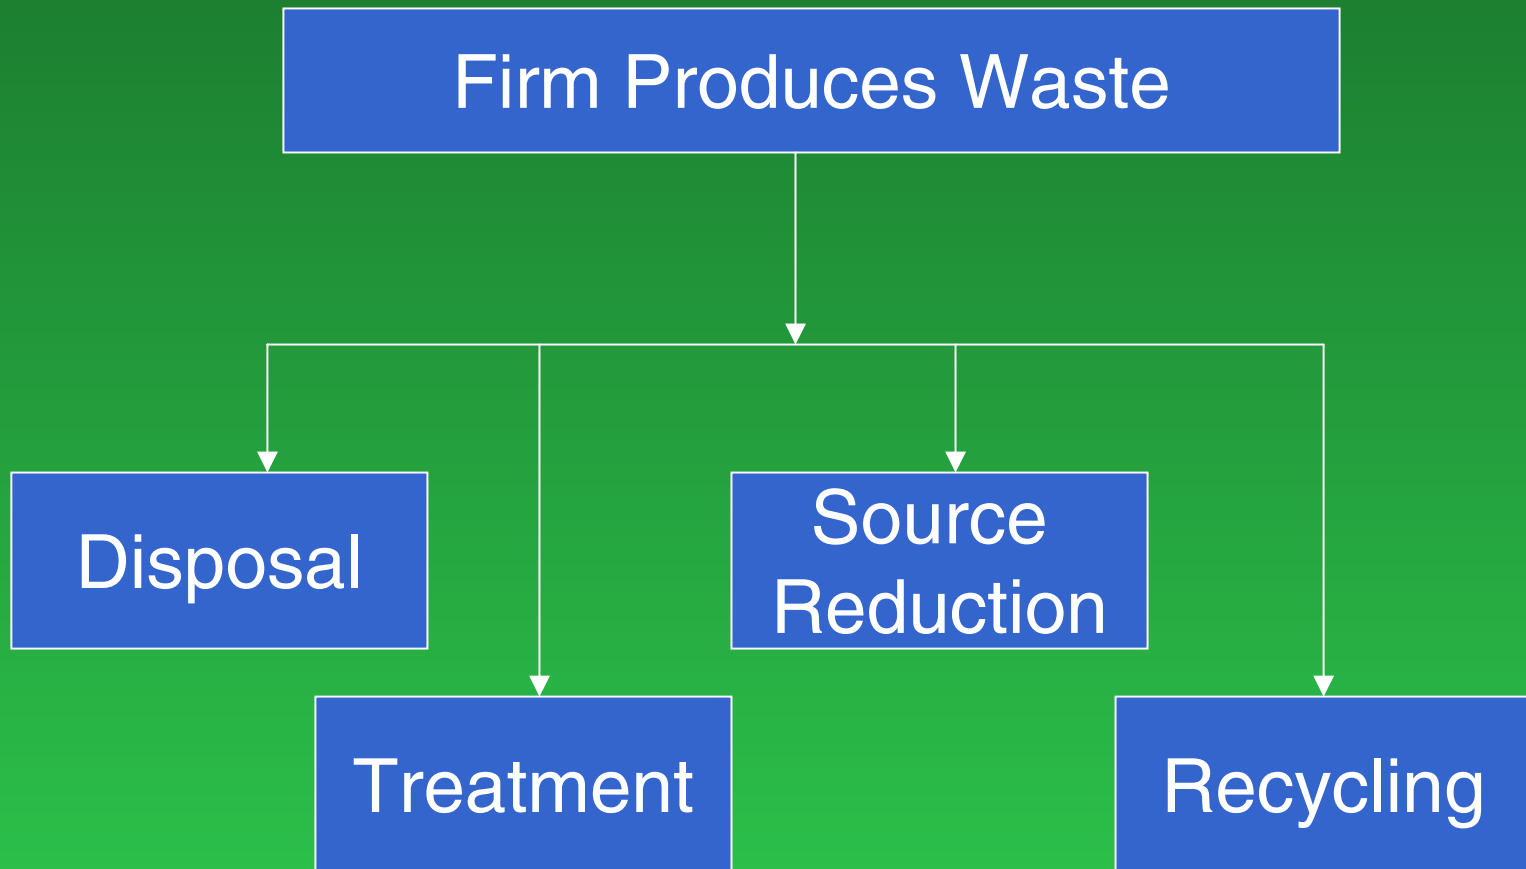 Firm Produces Waste
Disposal
Source
Reduction
Treatment
Recycling